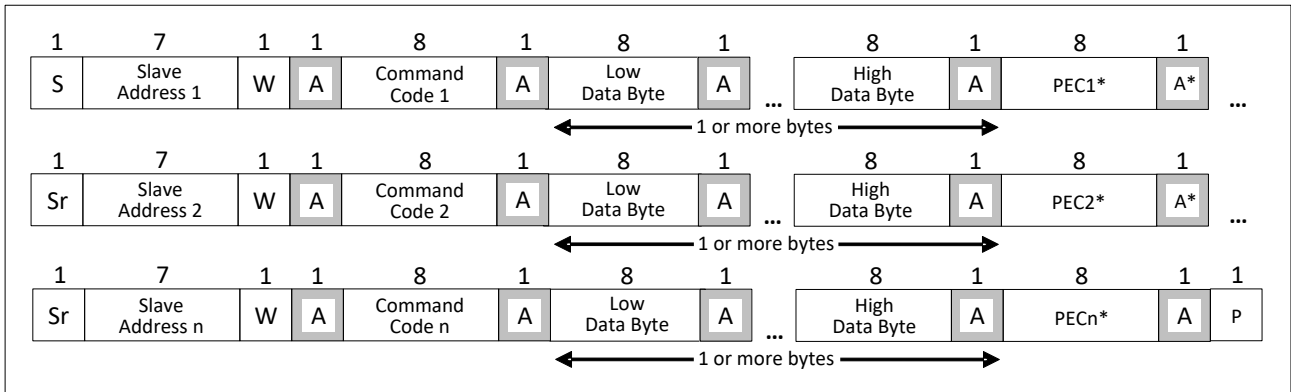 1 7 1 1 8 1 8 1 8 1 8 1
S Slave Address 1 W A Command Code 1 A Low Data Byte A ... High Data Byte A PEC1* A* ...
1 or more bytes
1 7 1 1 8 1 8 1 8 1 8 1
Sr Slave Address 2 W A Command Code 2 A Low Data Byte A ... High Data Byte A PEC2* A* ...
1 or more bytes
1 7 1 1 8 1 8 1 8 1 8 1 1
Sr Slave Address n W A Command Code n A Low Data Byte A ... High Data Byte A PECn* A P
1 or more bytes